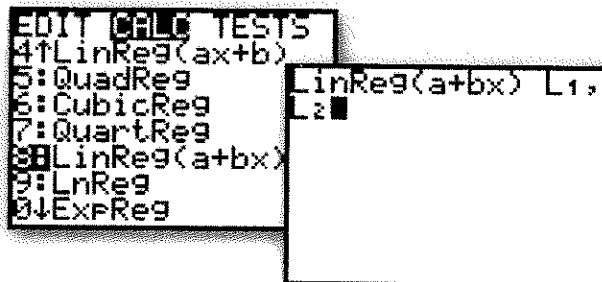 EDIT CALC TESTS
4↑LinReg(ax+b)
5:QuadReg
6:CubicReg
7:QuartReg
8:LinReg(a+bx)
9:LnReg
0↓ExpReg
LinReg(a+bx) L1,
L2